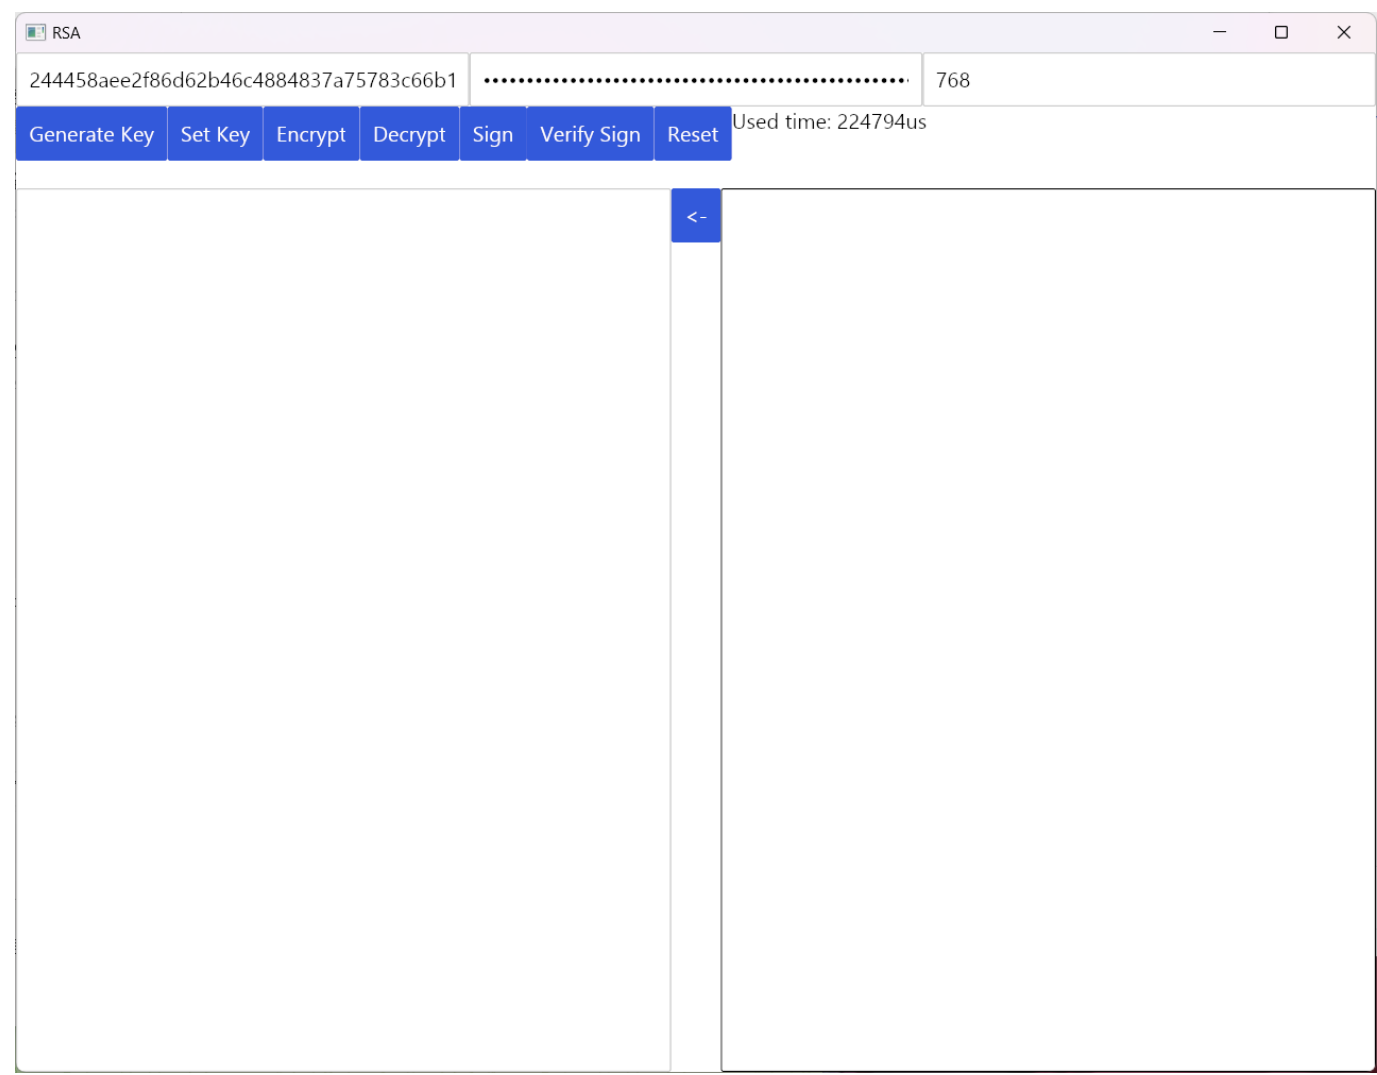 RSA
244458aee2f86d62b46c4884837a75783c66b1 •••••••••••••••••••••••••••••••••••••••••••••••••• 768
Generate Key Set Key Encrypt Decrypt Sign Verify Sign Reset Used time: 224794us
<-